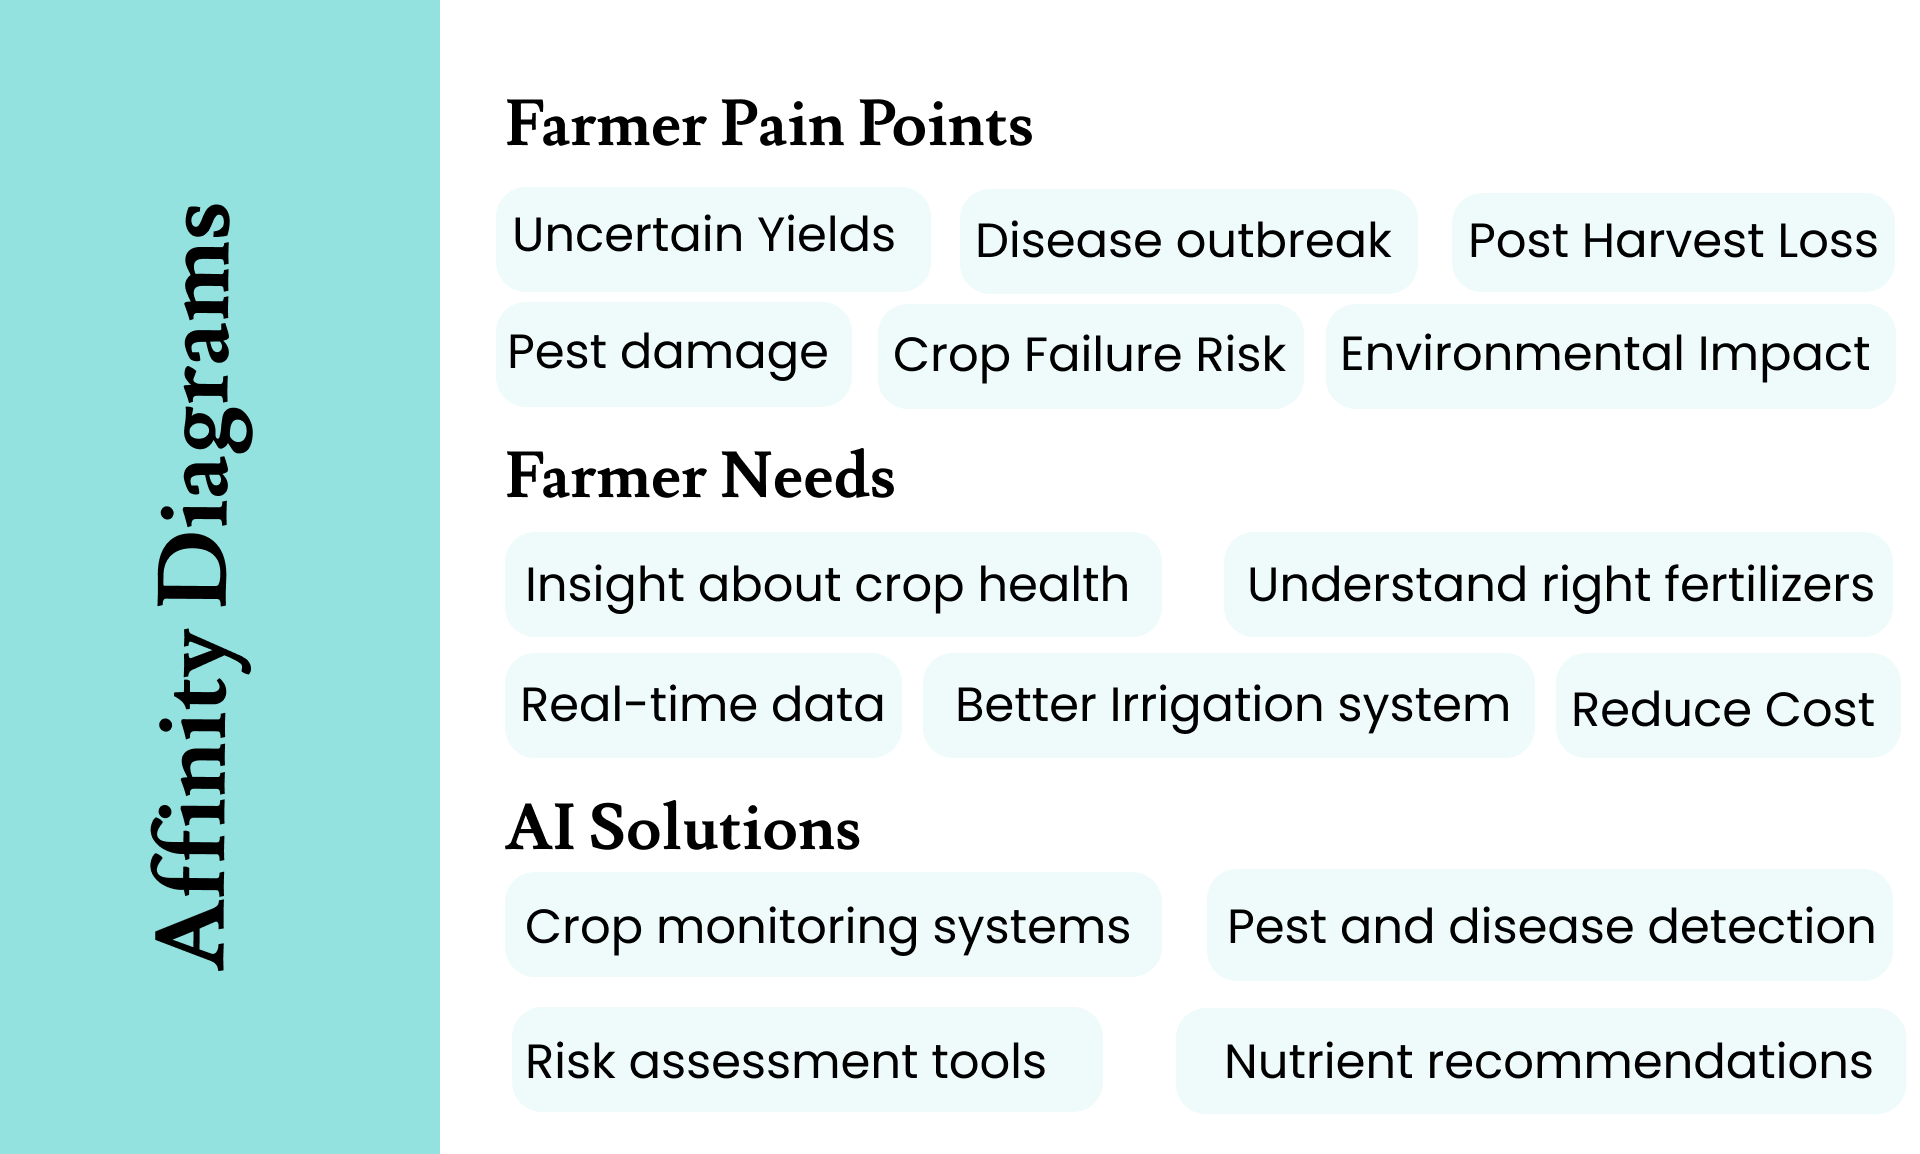 Affinity Diagrams
Farmer Pain Points
Uncertain Yields
Disease outbreak
Post Harvest Loss
Pest damage
Crop Failure Risk
Environmental Impact
Farmer Needs
Insight about crop health
Understand right fertilizers
Real-time data
Better Irrigation system
Reduce Cost
AI Solutions
Crop monitoring systems
Pest and disease detection
Risk assessment tools
Nutrient recommendations